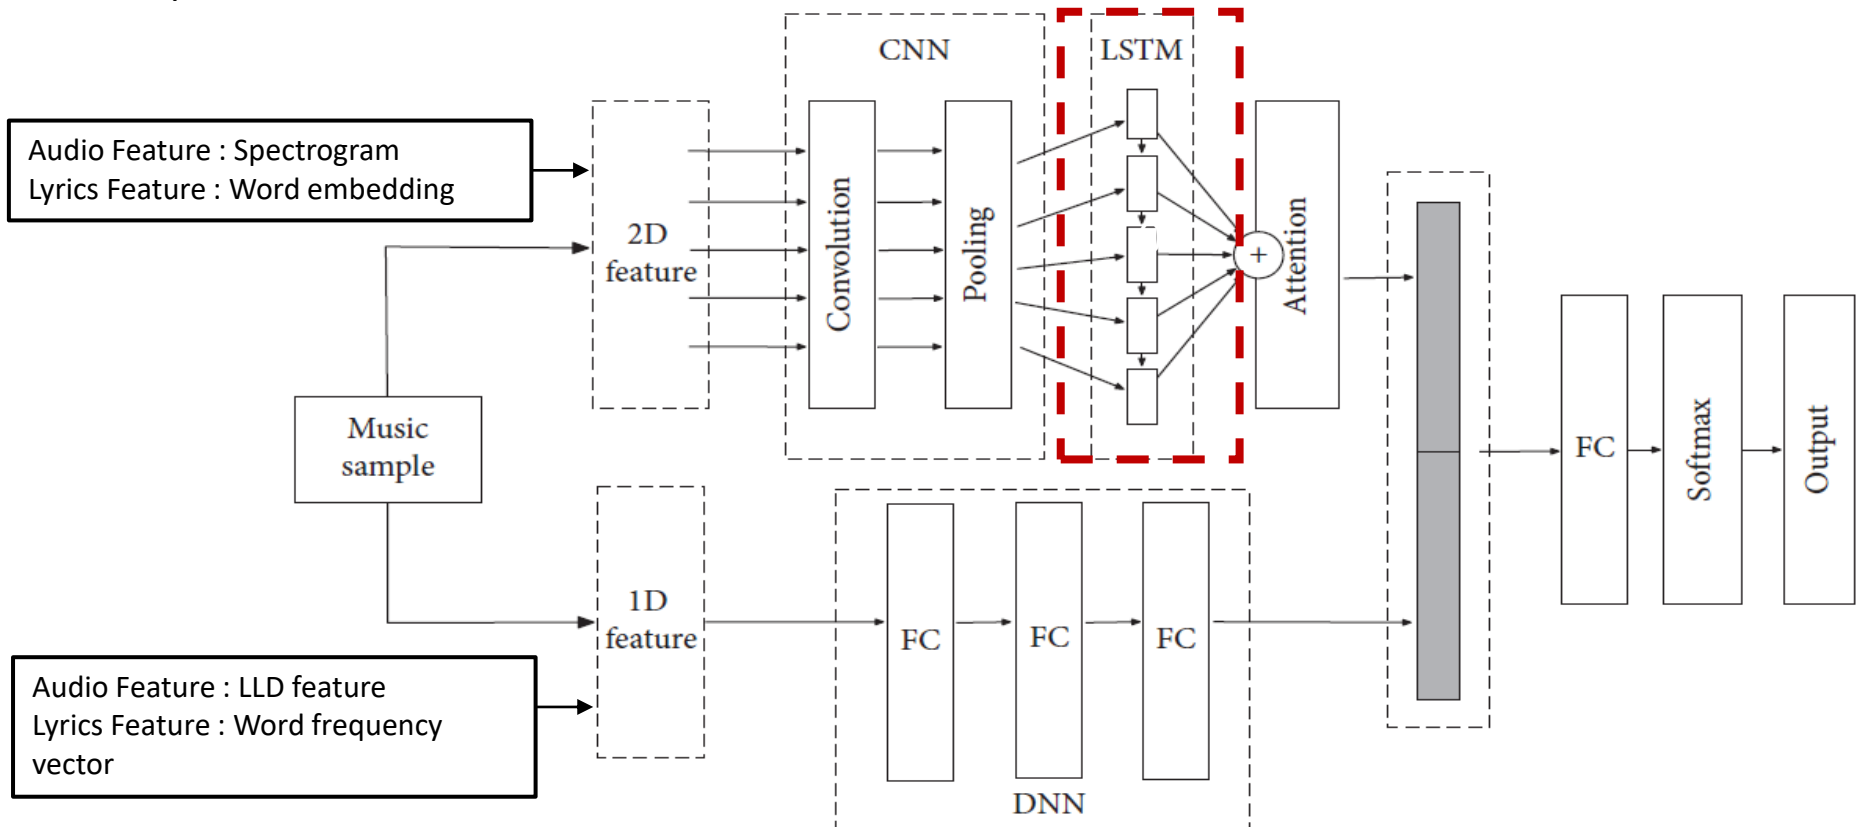 CNN
LSTM
Audio Feature : Spectrogram
Lyrics Feature : Word embedding
2D
feature
Convolution
Pooling
+
Attention
Music
sample
FC
Softmax
Output
1D
feature
FC
FC
FC
Audio Feature : LLD feature
Lyrics Feature : Word frequency
vector
DNN